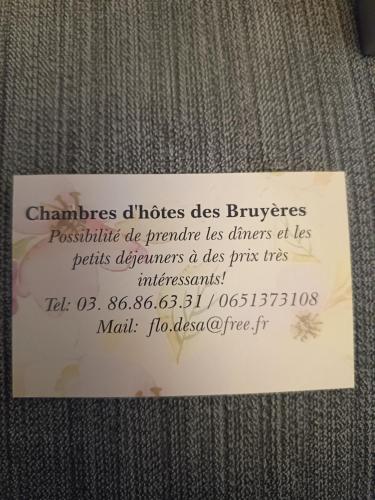 Chambres d'hôtes des Bruyères
Possibilité de prendre les dîners et les
petits déjeuners à des prix très
intéressants!
Tel: 03. 86.86.63.31 / 0651373108
Mail: flo.desa@free.fr